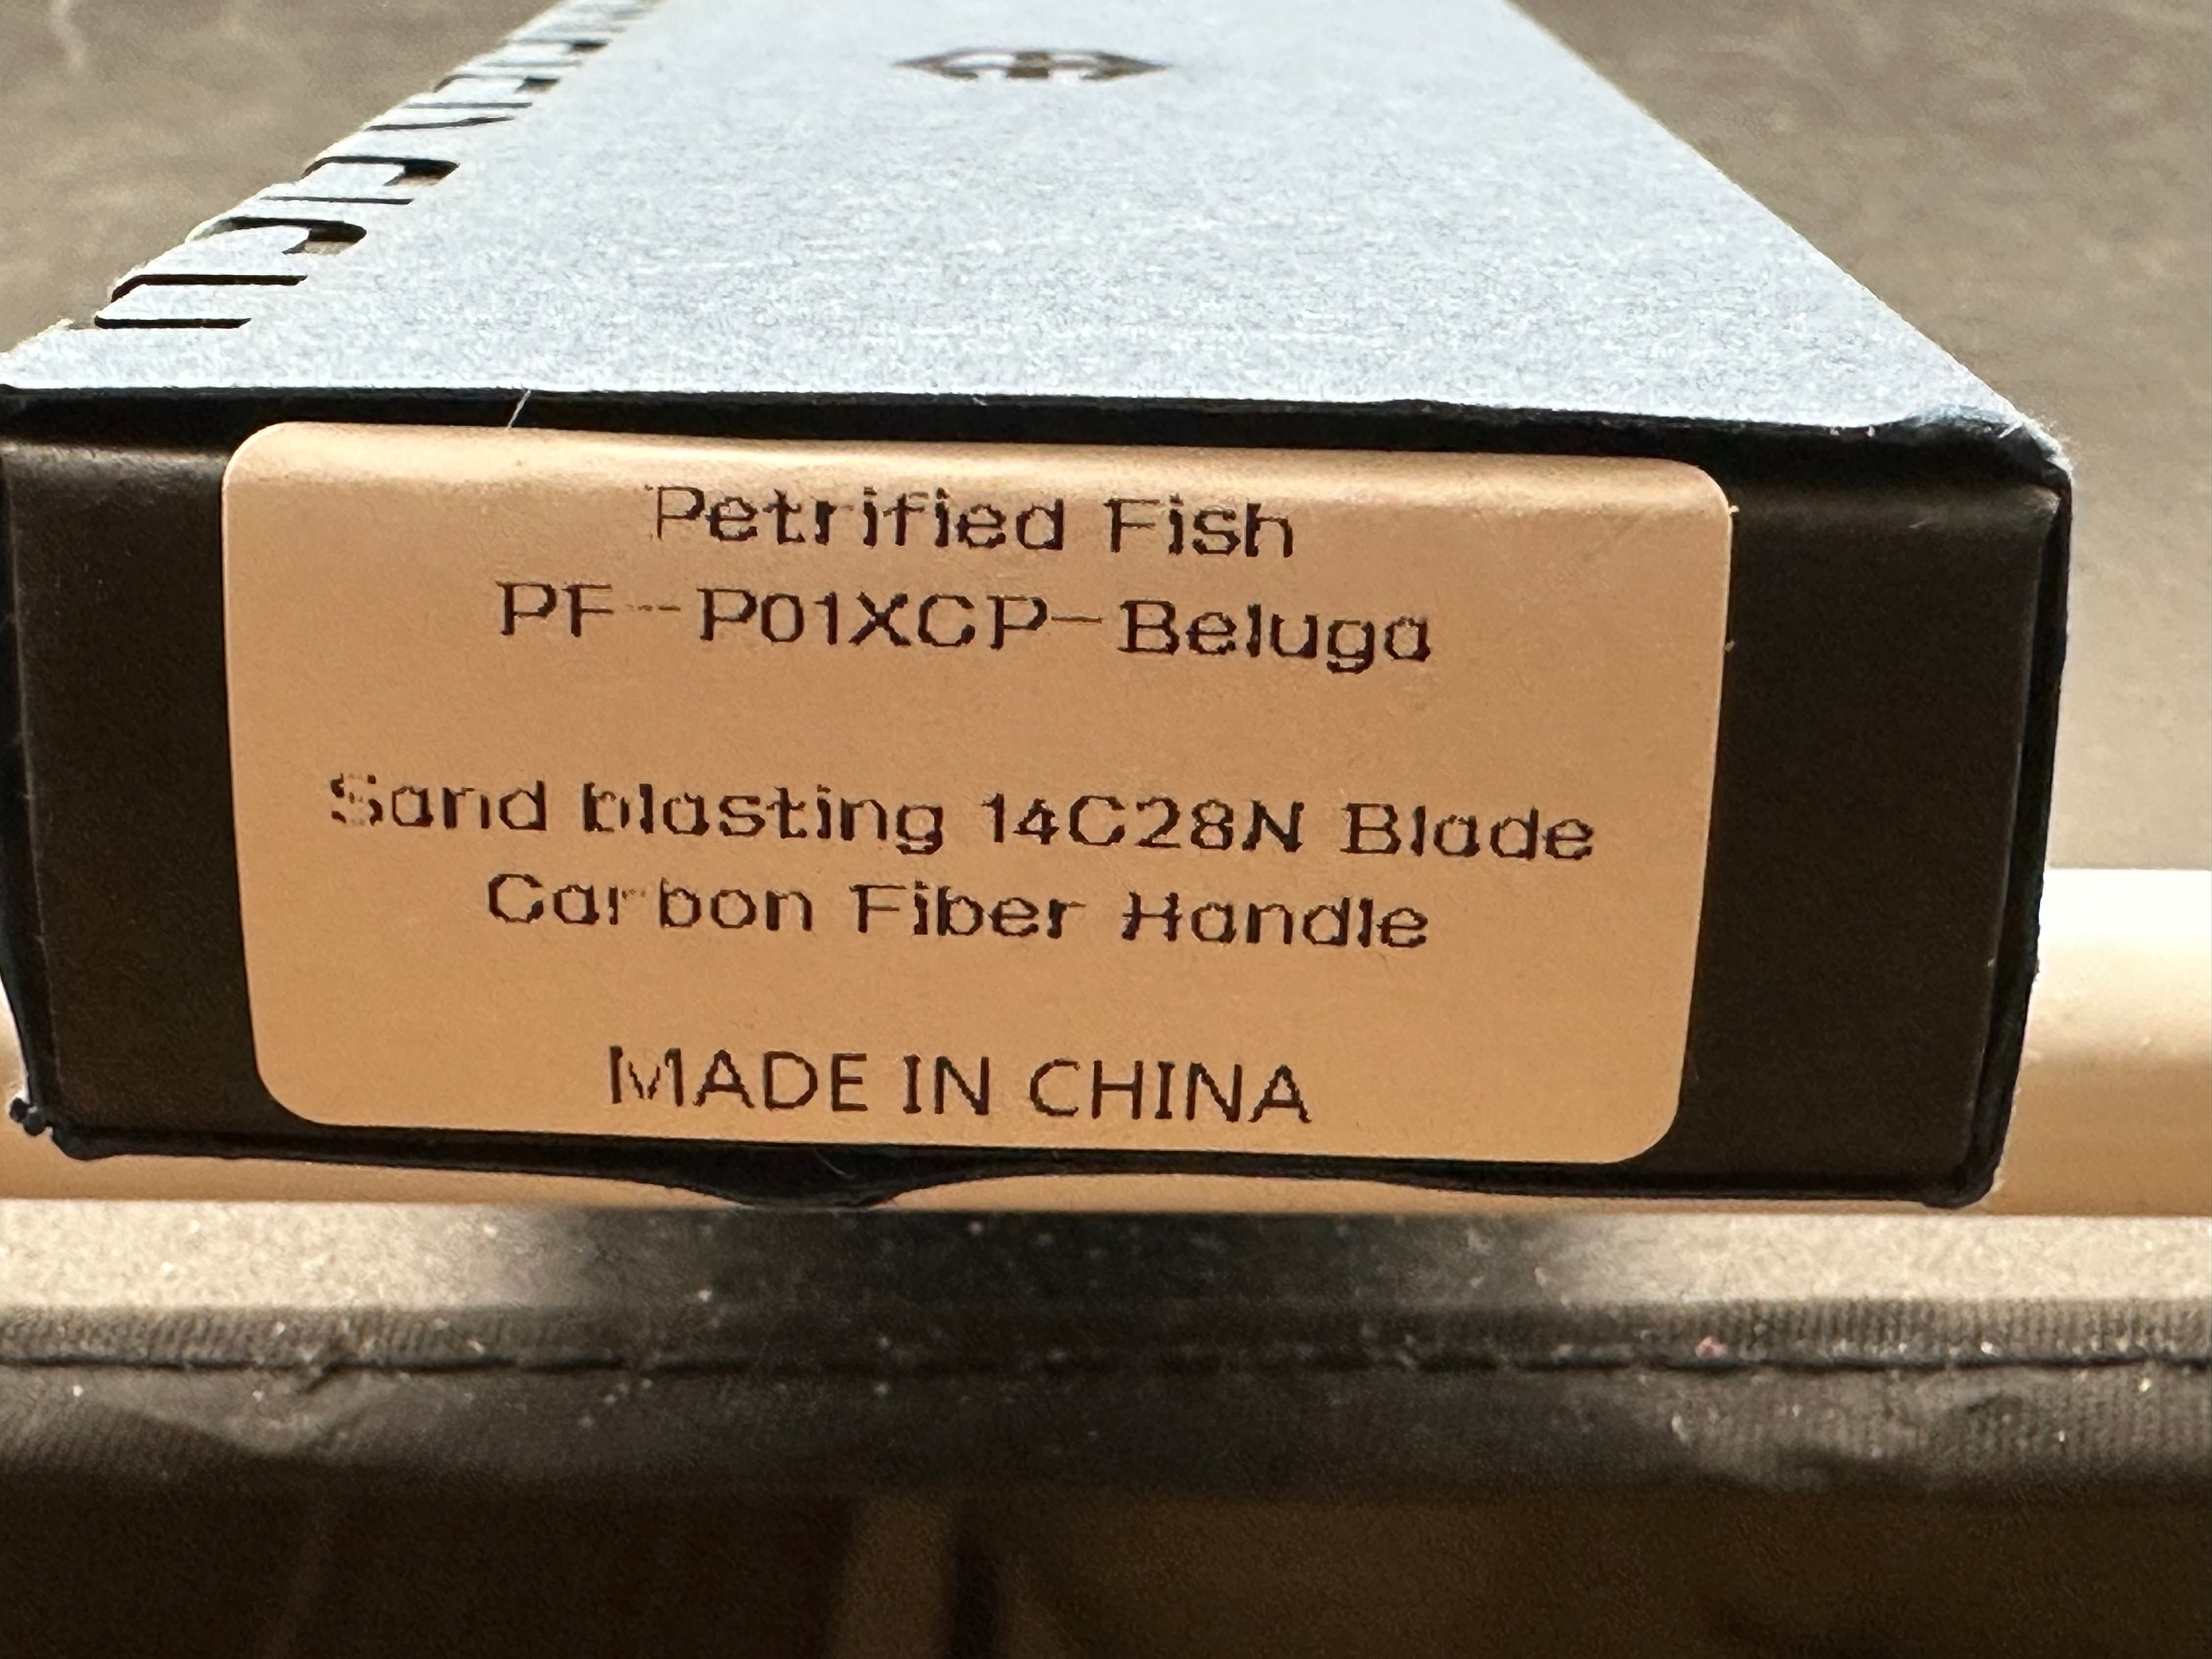 Petrified Fish
PF--P01XCP-Beluga
Sand blasting 14C28N Blade
Carbon Fiber Handle
MADE IN CHINA